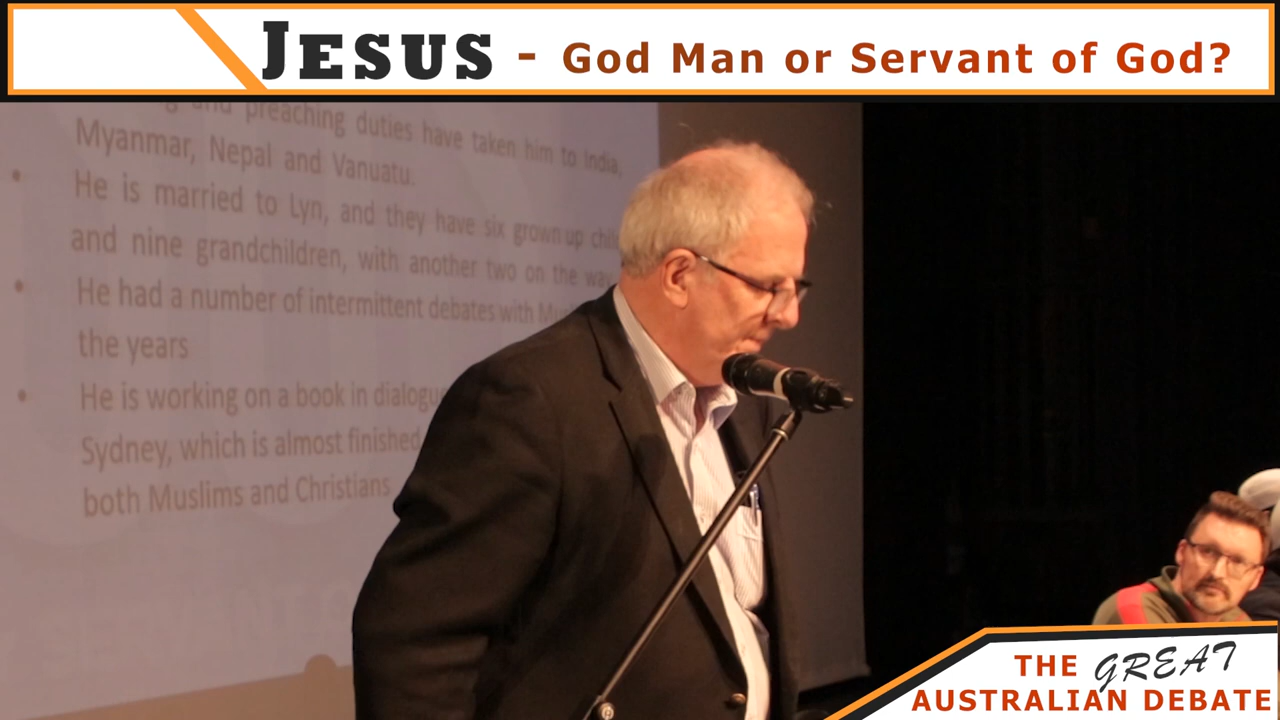 JESUS - God Man or Servant of God?
and preaching duties have taken him to India,
Myanmar, Nepal and Vanuatu.
• He is married to Lyn, and they have six grown up
and nine grandchildren, with another two on the way
• He had a number of intermittent debates with
the years
• He is working on a book in
Sydney, which is almost finished
both Muslims and Christians
THE GREAT
AUSTRALIAN DEBATE